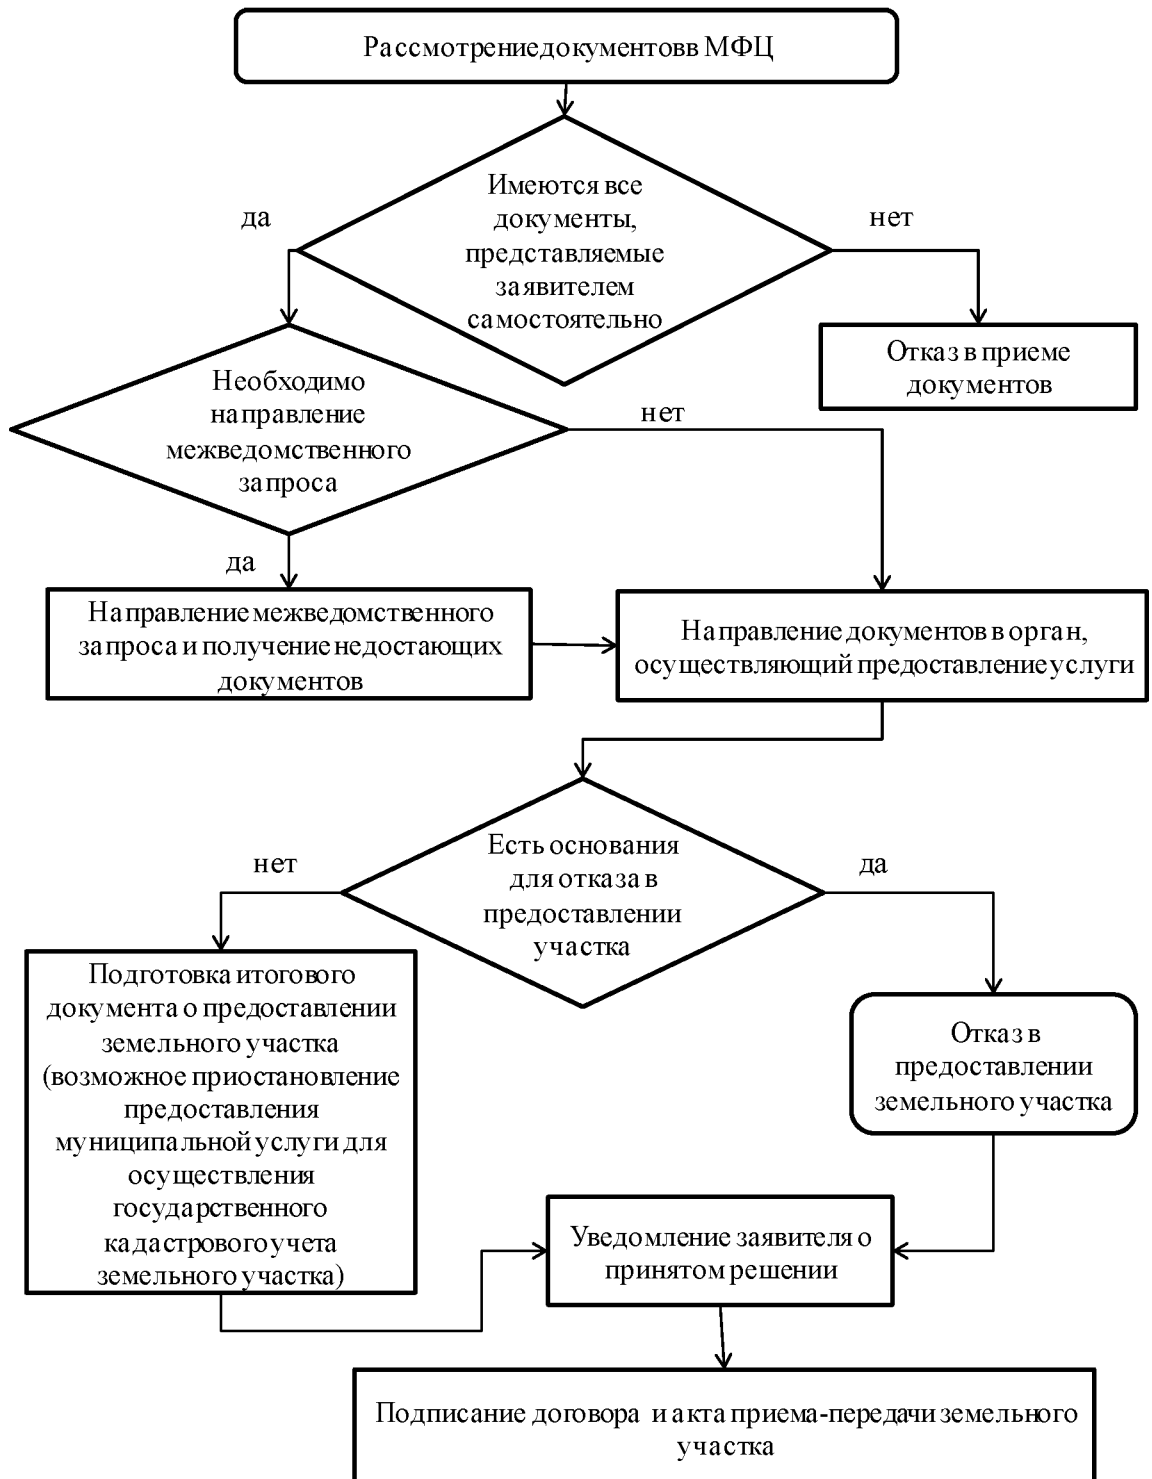 Рассмотрение документов в МФЦ
Имеются все
документы,
представляемые
заявителем
самостоятельно
да
нет
Отказ в приеме
документов
Необходимо
направление
межведомственного
запроса
нет
да
Направление межведомственного
запроса и получение недостающих
документов
Направление документов в орган,
осуществляющий предоставление услуги
Есть основания
для отказа в
предоставлении
участка
нет
да
Подготовка итогового
документа о предоставлении
земельного участка
(возможное приостановление
предоставления
муниципальной услуги для
осуществления
государственного
кадастрового учета
земельного участка)
Отказ в
предоставлении
земельного участка
Уведомление заявителя о
принятом решении
Подписание договора и акта приема-передачи земельного
участка